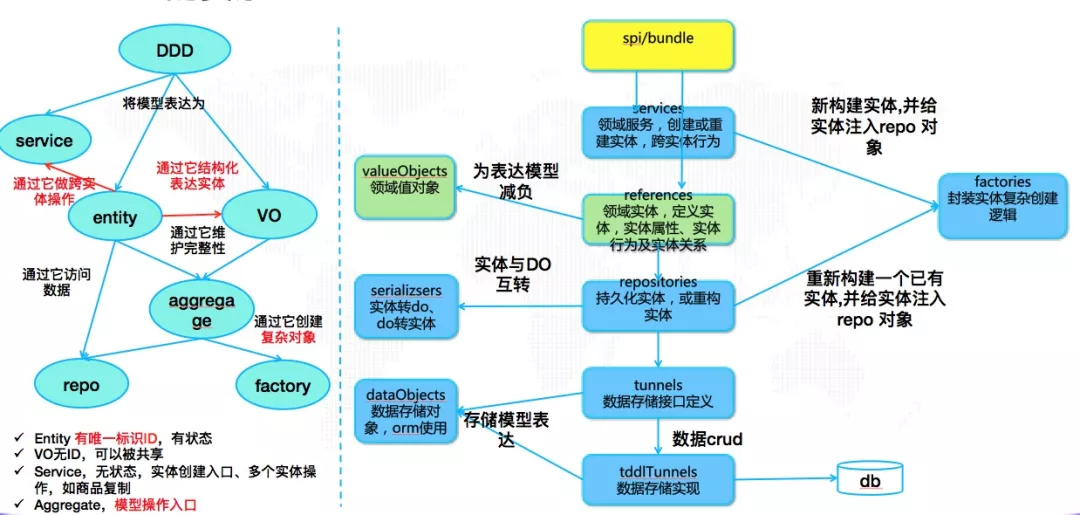 DDD
将模型表达为
service
通过它做跨实
体操作
通过它结构化
表达实体
entity
VO
通过它维
护完整性
通过它访问
数据
aggrega
ge
通过它创建
复杂对象
repo
factory
✓ Entity 有唯一标识ID，有状态
✓ VO无ID，可以被共享
✓ Service，无状态，实体创建入口、多个实体操
作，如商品复制
✓ Aggregate，模型操作入口
spi/bundle
services
领域服务，创建或重
建实体，跨实体行为
新构建实体,并给
实体注入repo 对
象
valueObjects
领域值对象
为表达模型
减负
references
领域实体，定义实
体，实体属性、实体
行为及实体关系
factories
封装实体复杂创建
逻辑
实体与DO
互转
serializsers
实体转do、
do转实体
repositories
持久化实体，或重构
实体
重新构建一个已有
实体,并给实体注入
repo 对象
tunnels
数据存储接口定义
dataObjects
数据存储对
象，orm使用
存储模型表
达
数据crud
tddlTunnels
数据存储实现
db